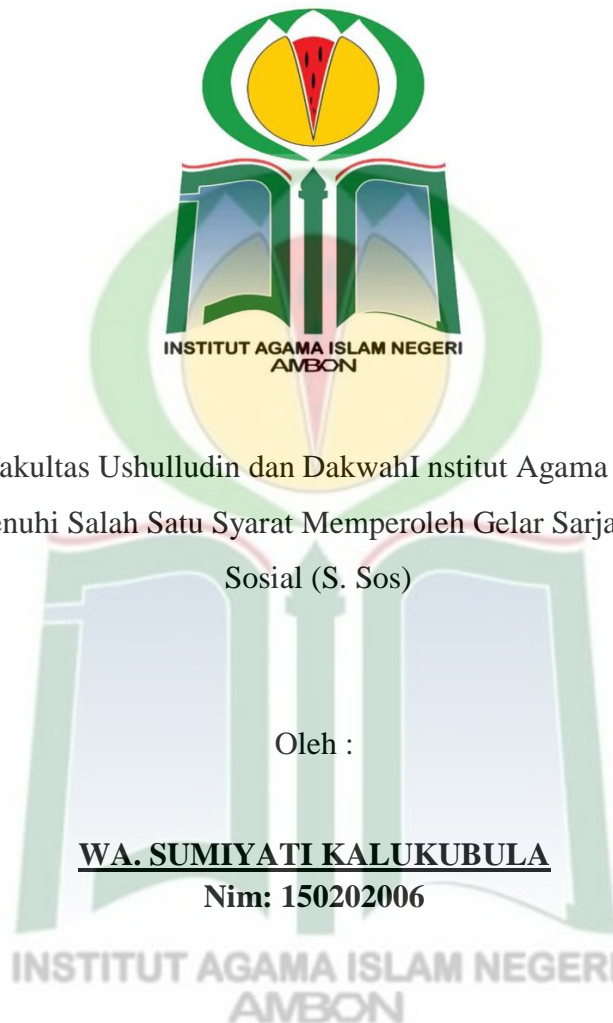 INSTITUT AGAMA ISLAM NEGERI
AMBON
akultas Ushulludin dan DakwahI nstitut Agama
enuhi Salah Satu Syarat Memperoleh Gelar Sarja
Sosial (S. Sos)
Oleh :
WA. SUMIYATI KALUKUBULA
Nim: 150202006
INSTITUT AGAMA ISLAM NEGERI
AMBON